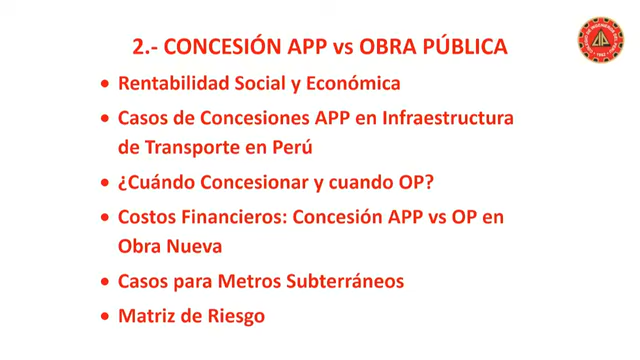 2.- CONCESIÓN APP vs OBRA PÚBLICA
• Rentabilidad Social y Económica
• Casos de Concesiones APP en Infraestructura
de Transporte en Perú
• ¿Cuándo Concesionar y cuando OP?
• Costos Financieros: Concesión APP vs OP en
Obra Nueva
• Casos para Metros Subterráneos
• Matriz de Riesgo